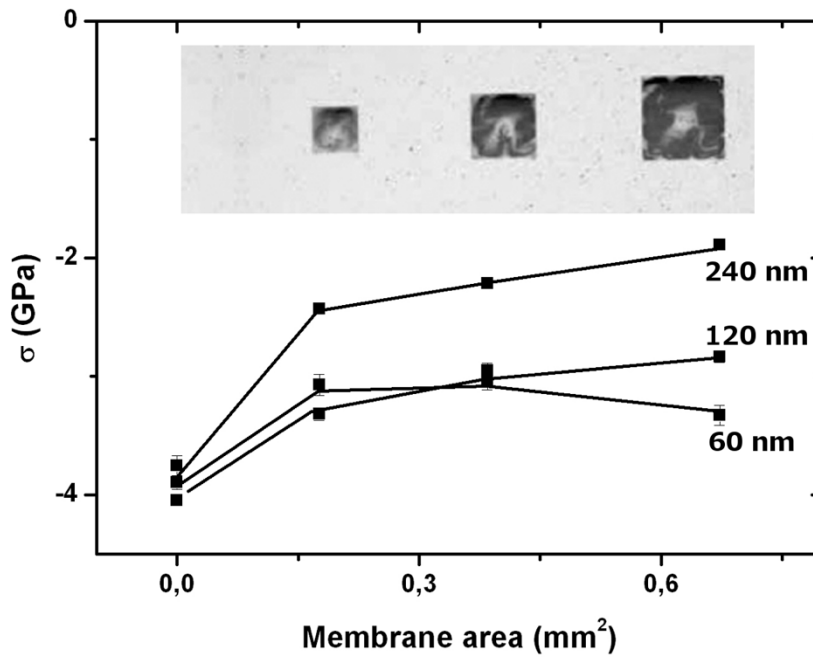 0
-2
-4
σ (GPa)
240 nm
120 nm
60 nm
0,0
0,3
0,6
Membrane area (mm²)